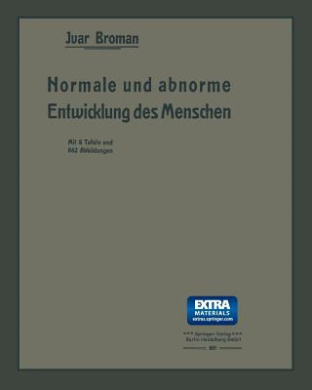 Jvar Broman
Normale und abnorme
Entwicklung des Menschen
Mit 8 Tafeln und
642 Abbildungen
EXTRA
MATERIALS
extras.springer.com
*** Springer-Verlag ***
Berlin Heidelberg GmbH